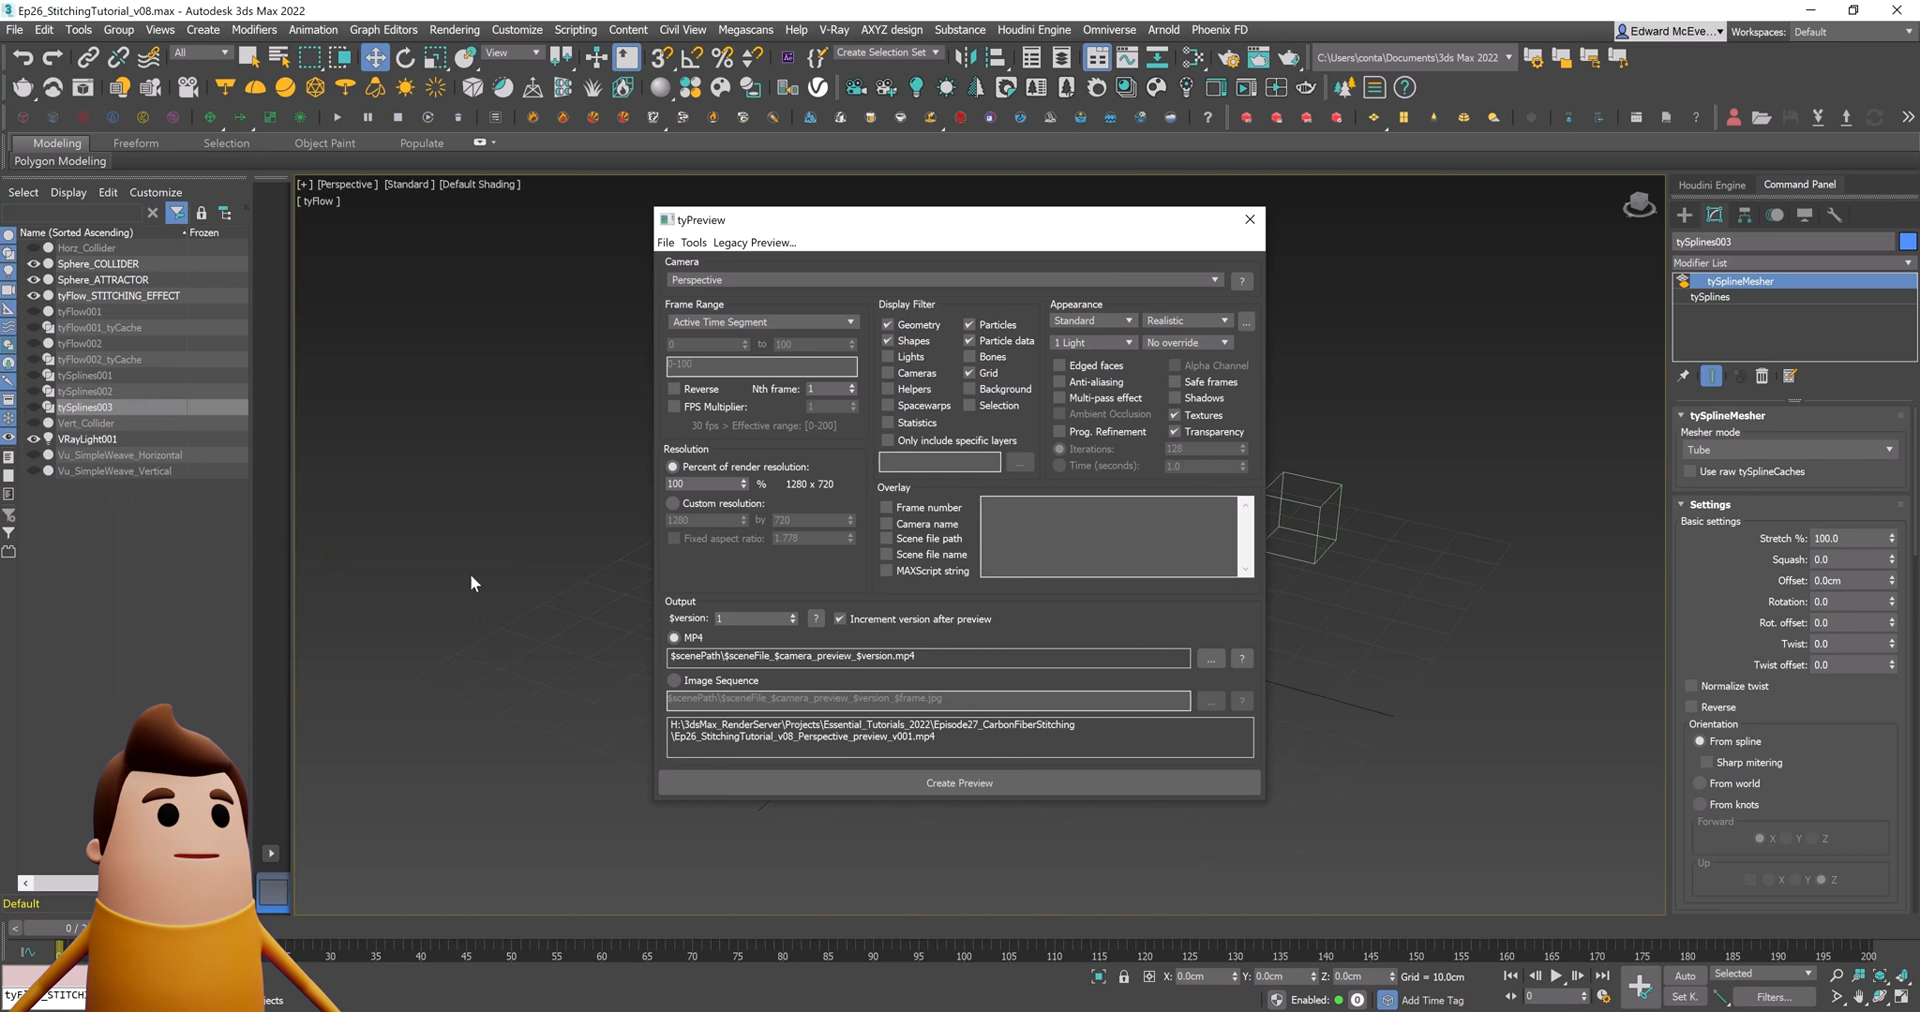 Ep26_StitchingTutorial_v08.max - Autodesk 3ds Max 2022
File Edit Tools Group Views Create Modifiers Animation Graph Editors Rendering Customize Scripting Content Civil View Megascans Help V-Ray AXYZ design Substance Houdini Engine Omniverse Arnold Phoenix FD
Edward McEve... Workspaces: Default
All View Create Selection Set C:\Users\conta\Documents\3ds Max 2022
Modeling Freeform Selection Object Paint Populate
Polygon Modeling
Select Display Edit Customize
Name (Sorted Ascending) Frozen
Horz_Collider
Sphere_COLLIDER
Sphere_ATTRACTOR
tyFlow_STITCHING_EFFECT
tyFlow001
tyFlow001_tyCache
tyFlow002
tyFlow002_tyCache
tySplines001
tySplines002
tySplines003
Vert_Collider
VRayLight001
Vu_SimpleWeave_Horizontal
Vu_SimpleWeave_Vertical
Default
[+] [Perspective] [Standard] [Default Shading]
[ tyFlow ]
tyPreview
File Tools Legacy Preview...
Camera
Perspective
?
Frame Range
Active Time Segment
0 to 100
0-100
Reverse Nth frame: 1
FPS Multiplier: 1
30 fps > Effective range: [0-200]
Resolution
Percent of render resolution:
100 % 1280 x 720
Custom resolution:
1280 by 720
Fixed aspect ratio: 1.778
Display Filter
Geometry Particles
Shapes Particle data
Lights Bones
Cameras Grid
Helpers Background
Spacewarps Selection
Statistics
Only include specific layers
...
Appearance
Standard Realistic ...
1 Light No override
Edged faces Alpha Channel
Anti-aliasing Safe frames
Multi-pass effect Shadows
Ambient Occlusion Textures
Prog. Refinement Transparency
Iterations: 128
Time (seconds): 1.0
Overlay
Frame number
Camera name
Scene file path
Scene file name
MAXScript string
Output
$version: 1 ? Increment version after preview
MP4
$scenePath\$sceneFile_$camera_preview_$version.mp4 ... ?
Image Sequence
$scenePath\$sceneFile_$camera_preview_$version_$frame.jpg ... ?
H:\3dsMax_RenderServer\Projects\Essential_Tutorials_2022\Episode27_CarbonFiberStitching
\Ep26_StitchingTutorial_v08_Perspective_preview_v001.mp4
Create Preview
Houdini Engine Command Panel
tySplines003
Modifier List
tySplineMesher
tySplines
tySplineMesher
Mesher mode
Tube
Use raw tySplineCaches
Settings
Basic settings
Stretch %: 100.0
Squash: 0.0
Offset: 0.0cm
Rotation: 0.0
Rot. offset: 0.0
Twist: 0.0
Twist offset: 0.0
Normalize twist
Reverse
Orientation
From spline
Sharp mitering
From world
From knots
Forward
X Y Z
Up
X Y Z
30 35 40 45 50 55 60 65 70 75 80 85 90 95 100 105 110 115 120 125 130 135 140 145 150 155 160 165 170 175 180 185 190 195 200
X: 0.0cm Y: 0.0cm Z: 0.0cm Grid = 10.0cm
Enabled: 0 Add Time Tag
0
Auto Selected
Set K. Filters...